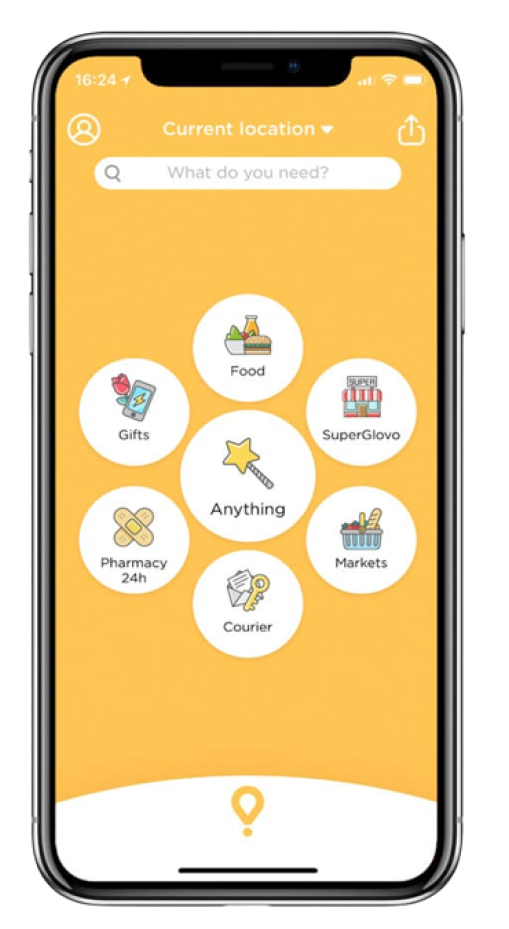 16:24
Current location
What do you need?
Food
Gifts
SUPER
SuperGlovo
Anything
Pharmacy
24h
Markets
Courier